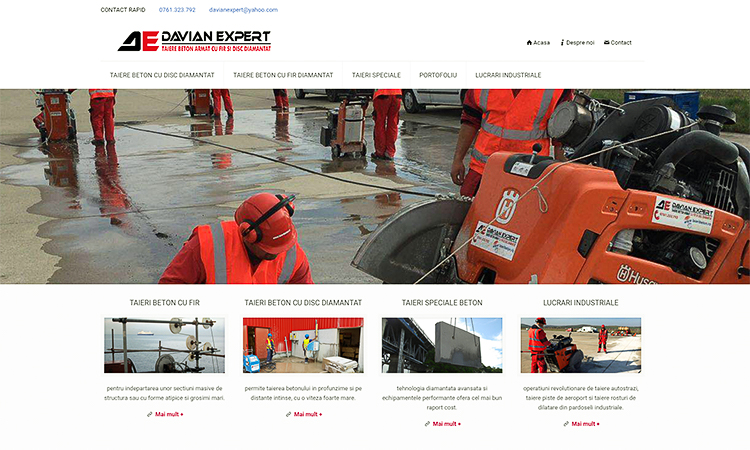 CONTACT RAPID 0761.323.792 davianexpert@yahoo.com
DAVIAN EXPERT
TAIERE BETON ARMAT CU FIR SI DISC DIAMANTAT
Acasa Despre noi Contact
TAIERE BETON CU DISC DIAMANTAT TAIERE BETON CU FIR DIAMANTAT TAIERI SPECIALE PORTOFOLIU LUCRARI INDUSTRIALE
DAVIAN EXPERT
TAIERI BETON CU FIR
pentru indepartarea unor sectiuni masive de
structura sau cu forme atipice si grosimi mari.
Mai mult +
TAIERI BETON CU DISC DIAMANTAT
permite taierea betonului in profunzime si pe
distante intinse, cu o viteza foarte mare.
Mai mult +
TAIERI SPECIALE BETON
tehnologia diamantata avansata si
echipamentele performante ofera cel mai bun
raport cost.
Mai mult +
LUCRARI INDUSTRIALE
operatiuni revolutionare de taiere autostrazi,
taiere piste de aeroport si taiere rosturi de
dilatare din pardoseli industriale.
Mai mult +